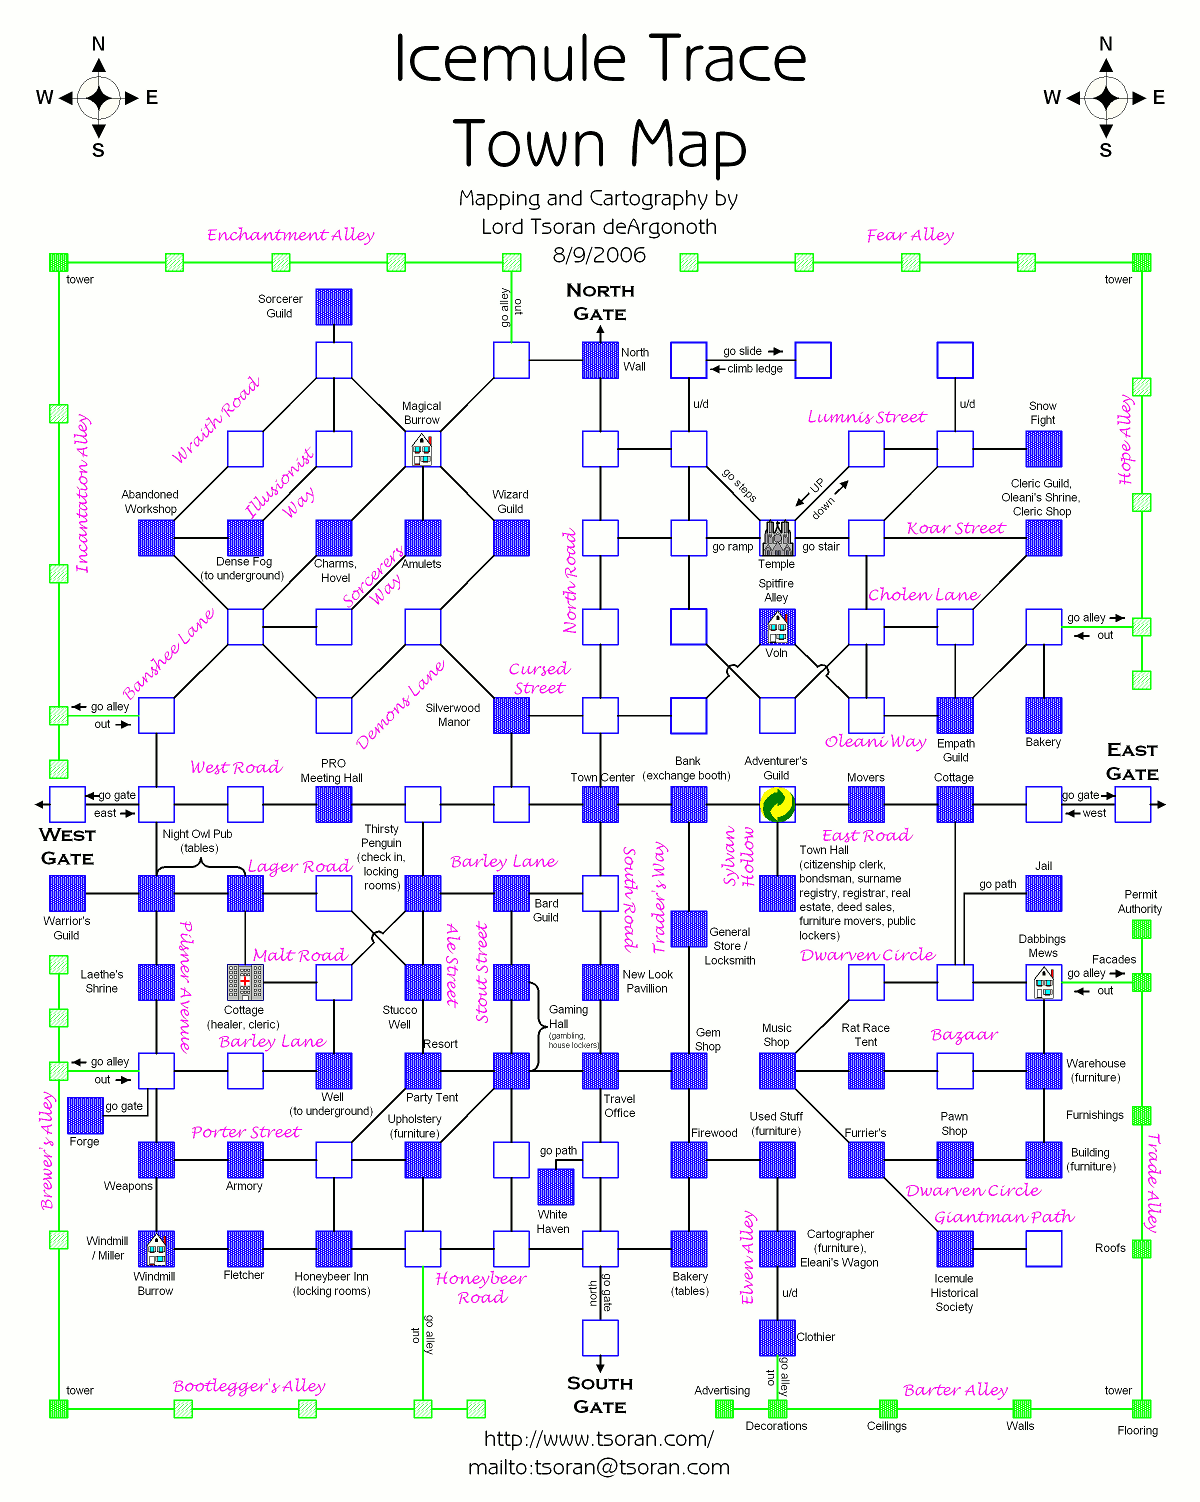 Icemule Trace
Town Map
Mapping and Cartography by
Lord Tsoran deArgonoth
8/9/2006
N
W
E
S
N
W
E
S
Enchantment Alley
Fear Alley
tower
tower
North
Gate
Sorcerer
Guild
go alley
out
North
Wall
go slide
climb ledge
u/d
u/d
Wraith Road
Magical
Burrow
Lumnis Street
Snow
Fight
Hope Alley
Incantation Alley
Illusionist
Way
go steps
UP
down
Abandoned
Workshop
Wizard
Guild
Cleric Guild,
Oleani's Shrine,
Cleric Shop
Koar Street
North Road
go ramp
go stair
Temple
Dense Fog
(to underground)
Charms,
Hovel
Sorcerers
Way
Amulets
Spitfire
Alley
Cholen Lane
go alley
out
Voln
Banshee Lane
Demons Lane
Cursed
Street
Silverwood
Manor
go alley
out
Oleani Way
Empath
Guild
Bakery
East
Gate
West Road
PRO
Meeting Hall
Town Center
Bank
(exchange booth)
Adventurer's
Guild
Movers
Cottage
go gate
east
go gate
west
West
Gate
Night Owl Pub
(tables)
Thirsty
Penguin
(check in,
locking
rooms)
Lager Road
Barley Lane
South Road
Trader's Way
Sylvan
Hollow
East Road
Town Hall
(citizenship clerk,
bondsman, surname
registry, registrar, real
estate, deed sales,
furniture movers, public
lockers)
go path
Jail
Permit
Authority
Warrior's
Guild
Bard
Guild
General
Store /
Locksmith
Pilsner Avenue
Malt Road
Ale Street
Stout Street
Dwarven Circle
Dabbings
Mews
Facades
go alley
out
Laethe's
Shrine
Cottage
(healer, cleric)
Stucco
Well
New Look
Pavillion
Gaming
Hall
(gambling,
house lockers)
Barley Lane
Resort
Gem
Shop
Music
Shop
Rat Race
Tent
Bazaar
go alley
out
Warehouse
(furniture)
go gate
Forge
Well
(to underground)
Party Tent
Travel
Office
Brewer's Alley
Porter Street
Upholstery
(furniture)
Firewood
Used Stuff
(furniture)
Furrier's
Pawn
Shop
Furnishings
Trade Alley
go path
Building
(furniture)
Weapons
Armory
White
Haven
Dwarven Circle
Giantman Path
Windmill
/ Miller
Windmill
Burrow
Fletcher
Honeybeer Inn
(locking rooms)
Honeybeer
Road
Bakery
(tables)
Elven Alley
Cartographer
(furniture),
Eleani's Wagon
Icemule
Historical
Society
Roofs
north
go gate
u/d
out
go alley
Clothier
out
go alley
South
Gate
tower
Bootlegger's Alley
Advertising
Barter Alley
tower
Decorations
Ceilings
Walls
Flooring
http://www.tsoran.com/
mailto:tsoran@tsoran.com